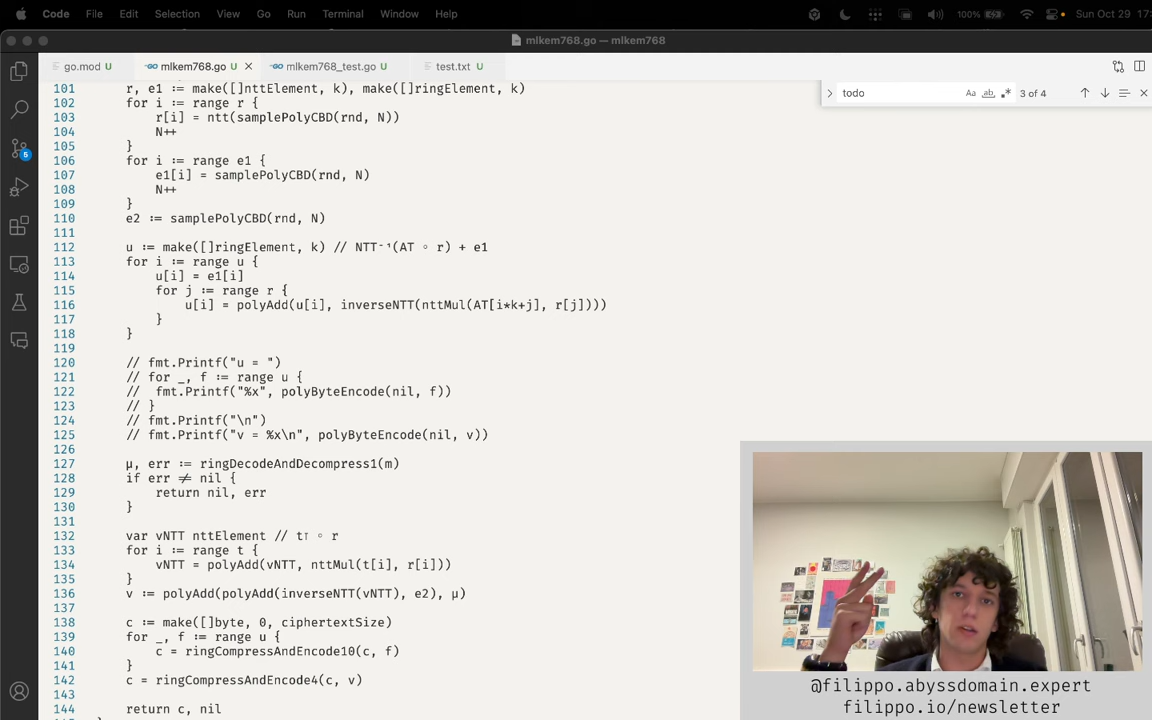 Code File Edit Selection View Go Run Terminal Window Help 100% Sun Oct 29 17:
mlkem768.go — mlkem768
go.mod U mlkem768.go U mlkem768_test.go U test.txt U
todo Aa ab 3 of 4
101 r, e1 := make([]nttElement, k), make([]ringElement, k)
102 for i := range r {
103 r[i] = ntt(samplePolyCBD(rnd, N))
104 N++
105 }
106 for i := range e1 {
107 e1[i] = samplePolyCBD(rnd, N)
108 N++
109 }
110 e2 := samplePolyCBD(rnd, N)
111
112 u := make([]ringElement, k) // NTT⁻¹(AT ◦ r) + e1
113 for i := range u {
114 u[i] = e1[i]
115 for j := range r {
116 u[i] = polyAdd(u[i], inverseNTT(nttMul(AT[i*k+j], r[j])))
117 }
118 }
119
120 // fmt.Printf("u = ")
121 // for _, f := range u {
122 // fmt.Printf("%x", polyByteEncode(nil, f))
123 // }
124 // fmt.Printf("\n")
125 // fmt.Printf("v = %x\n", polyByteEncode(nil, v))
126
127 μ, err := ringDecodeAndDecompress1(m)
128 if err ≠ nil {
129 return nil, err
130 }
131
132 var vNTT nttElement // t⊺ ◦ r
133 for i := range t {
134 vNTT = polyAdd(vNTT, nttMul(t[i], r[i]))
135 }
136 v := polyAdd(polyAdd(inverseNTT(vNTT), e2), μ)
137
138 c := make([]byte, 0, ciphertextSize)
139 for _, f := range u {
140 c = ringCompressAndEncode10(c, f)
141 }
142 c = ringCompressAndEncode4(c, v)
143
144 return c, nil
5
@filippo.abyssdomain.expert
filippo.io/newsletter